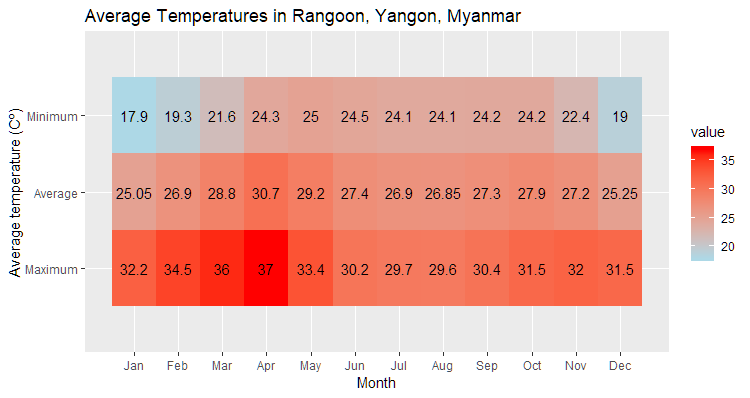 Average Temperatures in Rangoon, Yangon, Myanmar
Average temperature (C°)
Minimum 17.9 19.3 21.6 24.3 25 24.5 24.1 24.1 24.2 24.2 22.4 19
Average 25.05 26.9 28.8 30.7 29.2 27.4 26.9 26.85 27.3 27.9 27.2 25.25
Maximum 32.2 34.5 36 37 33.4 30.2 29.7 29.6 30.4 31.5 32 31.5
Jan Feb Mar Apr May Jun Jul Aug Sep Oct Nov Dec
Month
value
35
30
25
20